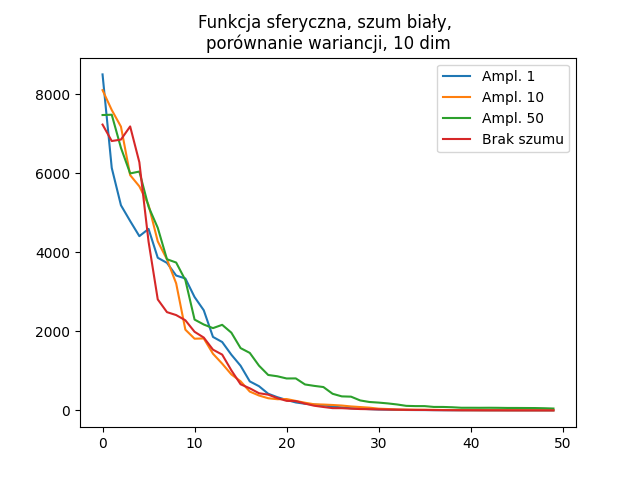 Funkcja sferyczna, szum biały,
porównanie wariancji, 10 dim
Ampl. 1
Ampl. 10
Ampl. 50
Brak szumu
8000
6000
4000
2000
0
0 10 20 30 40 50